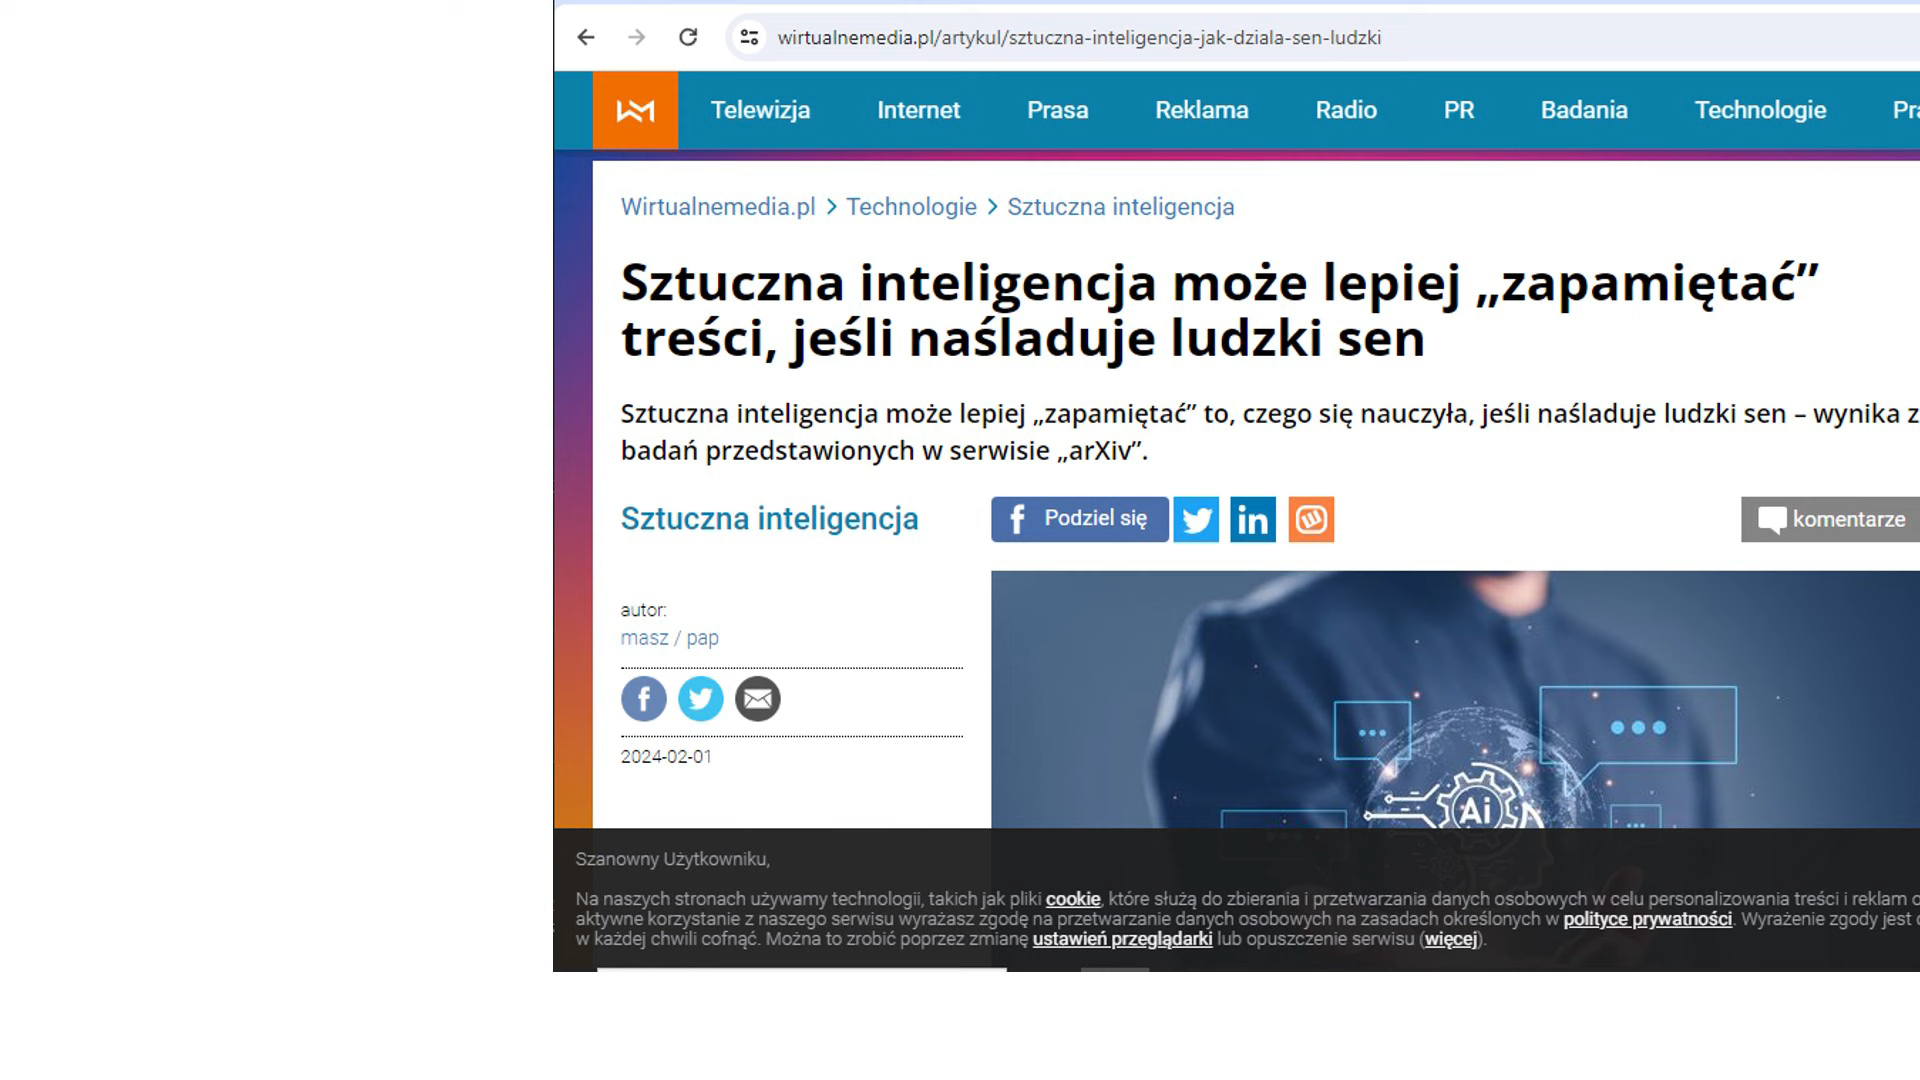 wirtualnemedia.pl/artykul/sztuczna-inteligencja-jak-dziala-sen-ludzki
Telewizja Internet Prasa Reklama Radio PR Badania Technologie
Wirtualnemedia.pl > Technologie > Sztuczna inteligencja
Sztuczna inteligencja może lepiej „zapamiętać”
treści, jeśli naśladuje ludzki sen
Sztuczna inteligencja może lepiej „zapamiętać” to, czego się nauczyła, jeśli naśladuje ludzki sen – wynika z
badań przedstawionych w serwisie „arXiv”.
Sztuczna inteligencja
Podziel się
komentarze
autor:
masz / pap
2024-02-01
Ai
Szanowny Użytkowniku,
Na naszych stronach używamy technologii, takich jak pliki cookie, które służą do zbierania i przetwarzania danych osobowych w celu personalizowania treści i reklam
aktywne korzystanie z naszego serwisu wyrażasz zgodę na przetwarzanie danych osobowych na zasadach określonych w polityce prywatności. Wyrażenie zgody jest
w każdej chwili cofnąć. Można to zrobić poprzez zmianę ustawień przeglądarki lub opuszczenie serwisu (więcej).